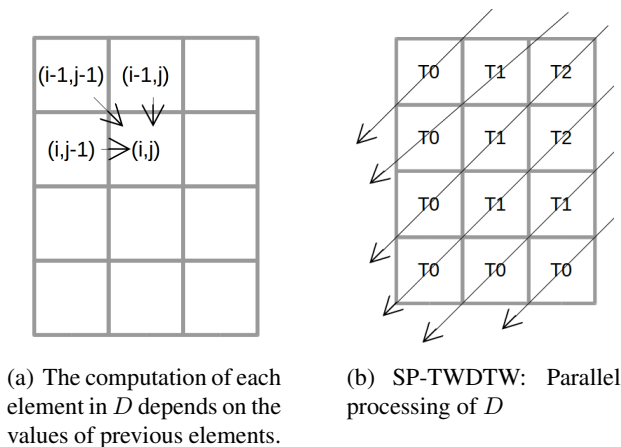 (i-1,j-1) (i-1,j)
(i,j-1) (i,j)
T0 T1 T2
T0 T1 T2
T0 T1 T1
T0 T0 T0
(a) The computation of each
element in D depends on the
values of previous elements.
(b) SP-TWDTW: Parallel
processing of D